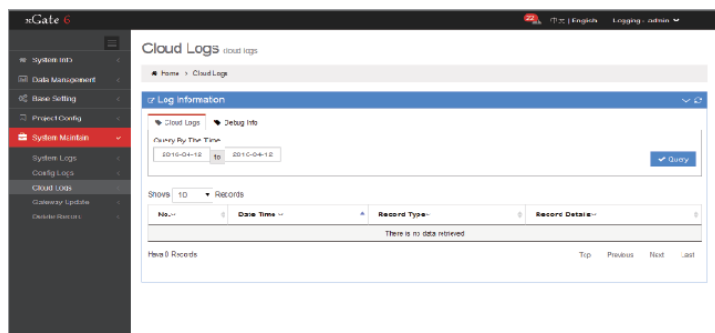 xGate 6
22
中文 | English
Logging : admin
Cloud Logs cloud logs
Home > Cloud Logs
System Info
Data Management
Base Setting
Project Config
System Maintain
System Logs
Config Logs
Cloud Logs
Gateway Update
Delete Record
Log Information
Cloud Logs
Debug Info
Query By The Time
2016-04-12 to 2016-04-12
Query
Shows 10 Records
No. Date Time Record Type Record Details
There is no data retrieved
Have 0 Records
Top Previous Next Last